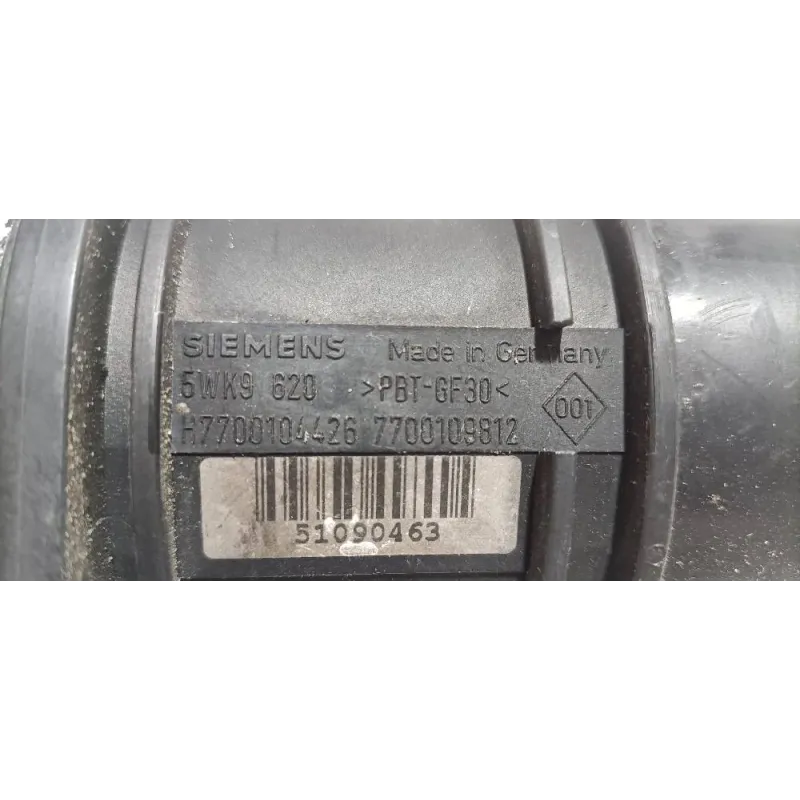 SIEMENS Made in Germany
5WK9 620 >PBT-GF30< 001
H7700104426 7700109812
51090463